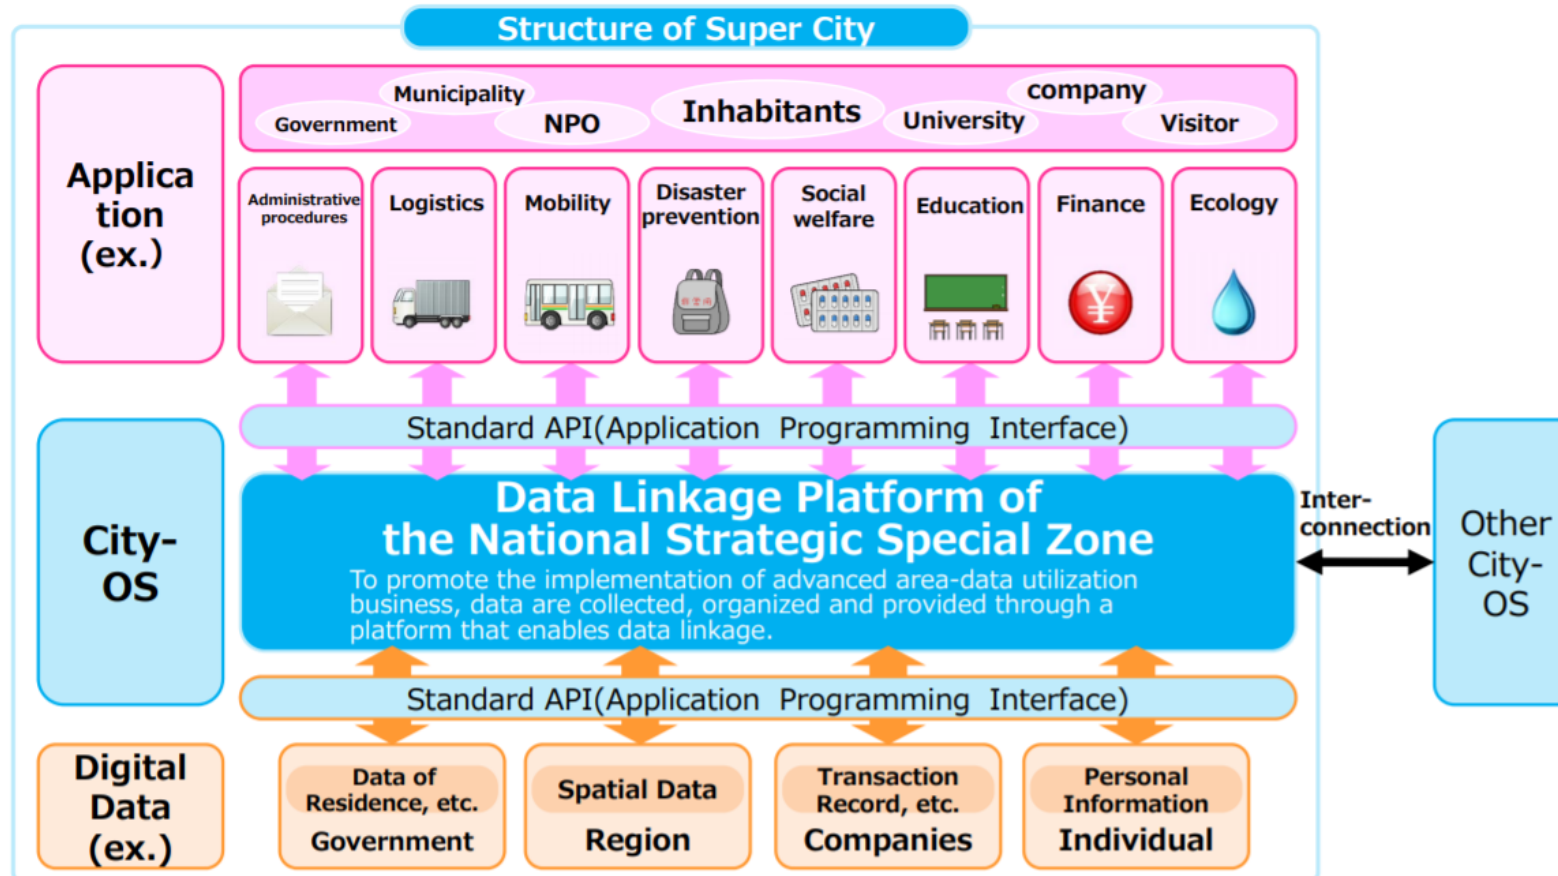 Structure of Super City
Applica
tion
(ex.)
Government
Municipality
NPO
Inhabitants
University
company
Visitor
Administrative
procedures
Logistics
Mobility
Disaster
prevention
Social
welfare
Education
Finance
Ecology
¥
Standard API(Application Programming Interface)
City-
OS
Data Linkage Platform of
the National Strategic Special Zone
To promote the implementation of advanced area-data utilization
business, data are collected, organized and provided through a
platform that enables data linkage.
Inter-
connection
Other
City-
OS
Standard API(Application Programming Interface)
Digital
Data
(ex.)
Data of
Residence, etc.
Government
Spatial Data
Region
Transaction
Record, etc.
Companies
Personal
Information
Individual